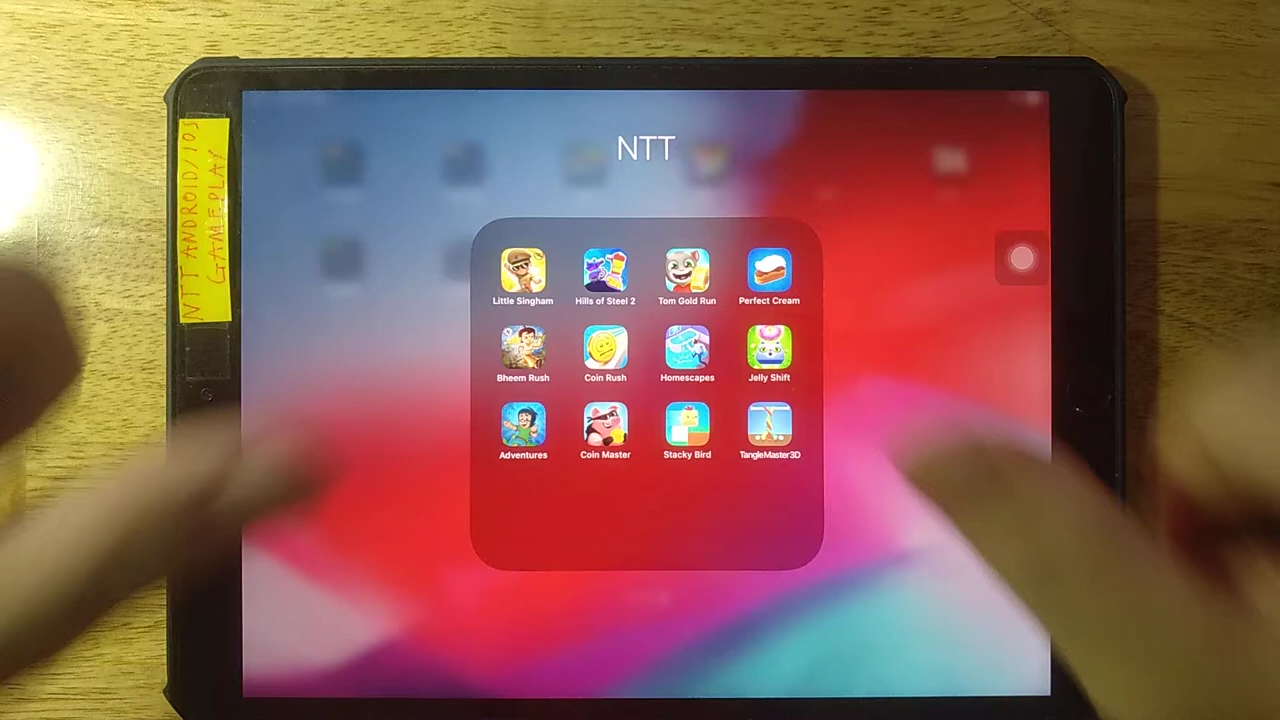 NTT ANDROID/IOS
GAMEPLAY
NTT
Little Singham
Hills of Steel 2
Tom Gold Run
Perfect Cream
Bheem Rush
Coin Rush
Homescapes
Jelly Shift
Adventures
Coin Master
Stacky Bird
TangleMaster3D